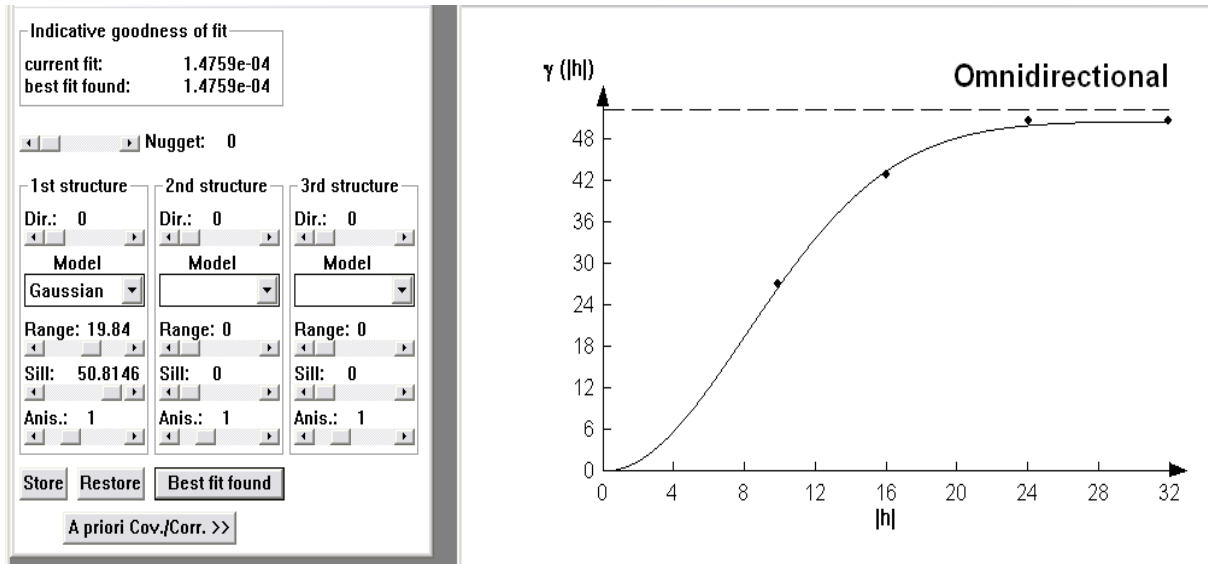 Indicative goodness of fit
current fit: 1.4759e-04
best fit found: 1.4759e-04
Nugget: 0
1st structure
Dir.: 0
Model
Gaussian
Range: 19.84
Sill: 50.8146
Anis.: 1
2nd structure
Dir.: 0
Model
Range: 0
Sill: 0
Anis.: 1
3rd structure
Dir.: 0
Model
Range: 0
Sill: 0
Anis.: 1
Store Restore Best fit found
A priori Cov./Corr. >>
γ (|h|)
Omnidirectional
48
42
36
30
24
18
12
6
0
0 4 8 12 16 20 24 28 32
|h|